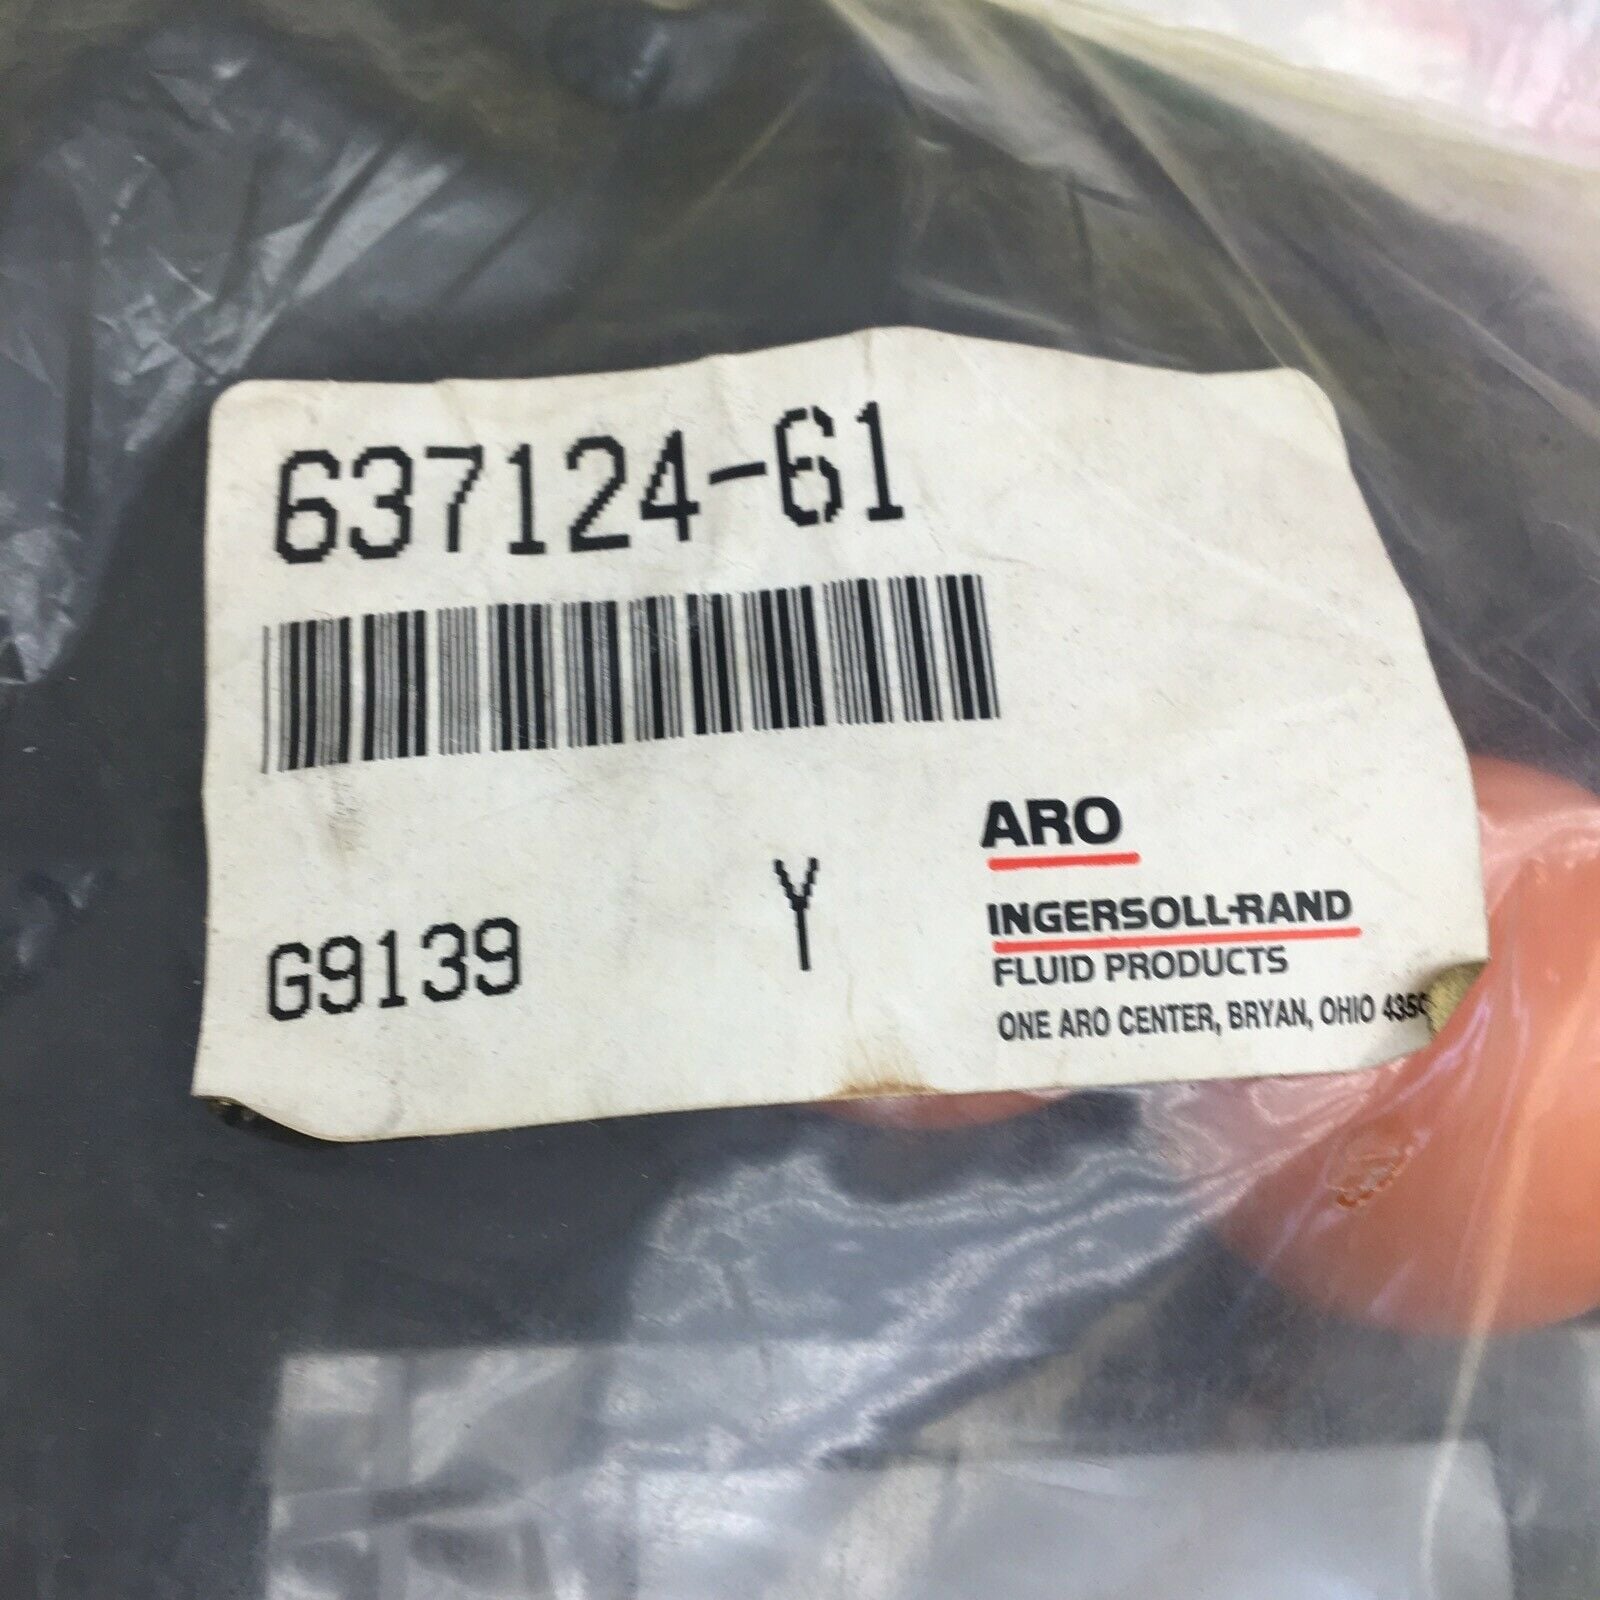 637124-61
G9139 Y
ARO
INGERSOLL-RAND
FLUID PRODUCTS
ONE ARO CENTER, BRYAN, OHIO